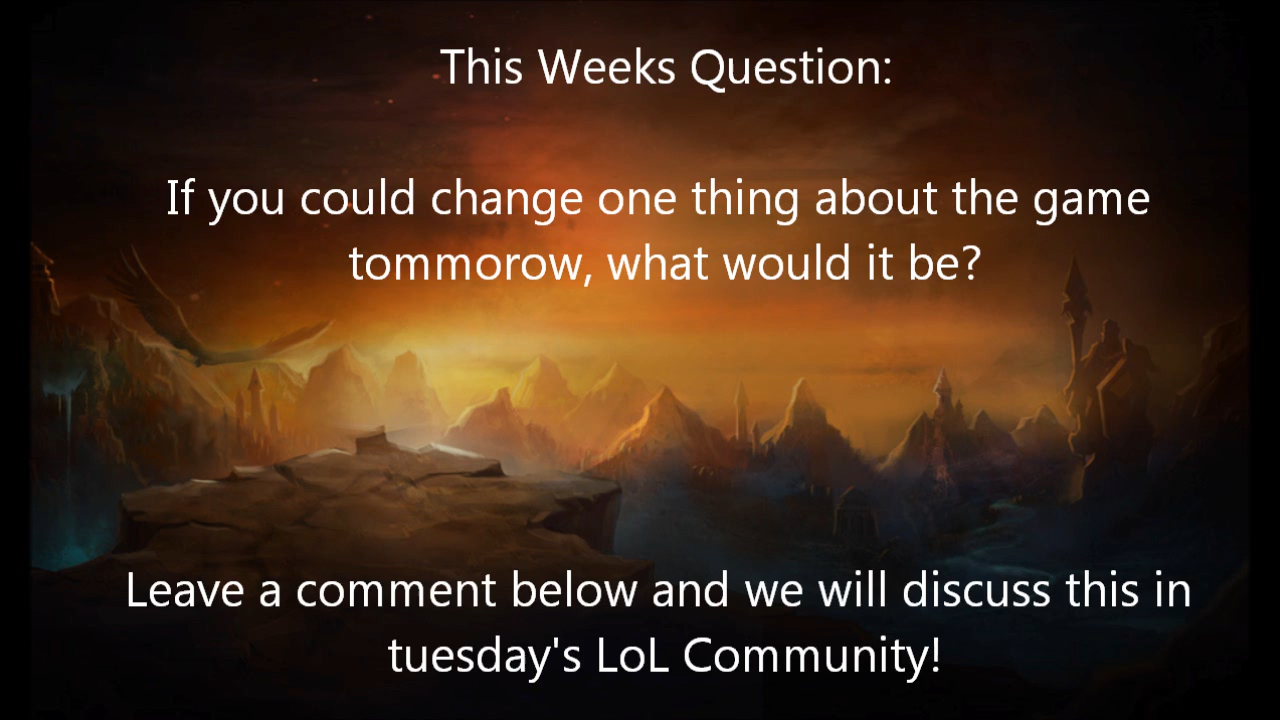 This Weeks Question:
If you could change one thing about the game
tommorow, what would it be?
Leave a comment below and we will discuss this in
tuesday's LoL Community!